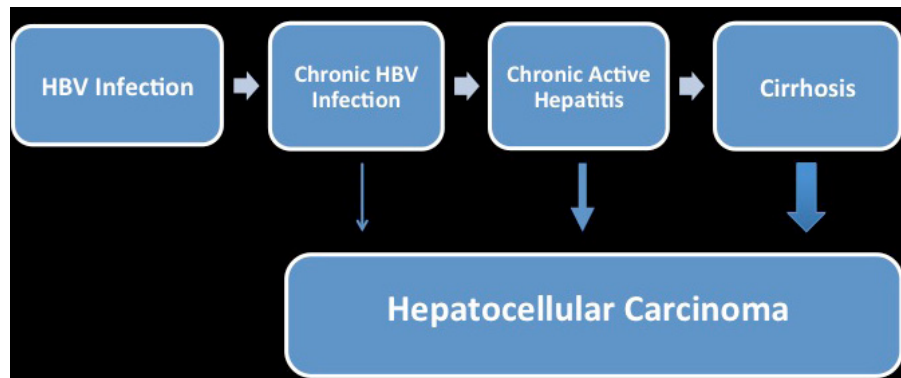 HBV Infection
Chronic HBV
Infection
Chronic Active
Hepatitis
Cirrhosis
Hepatocellular Carcinoma